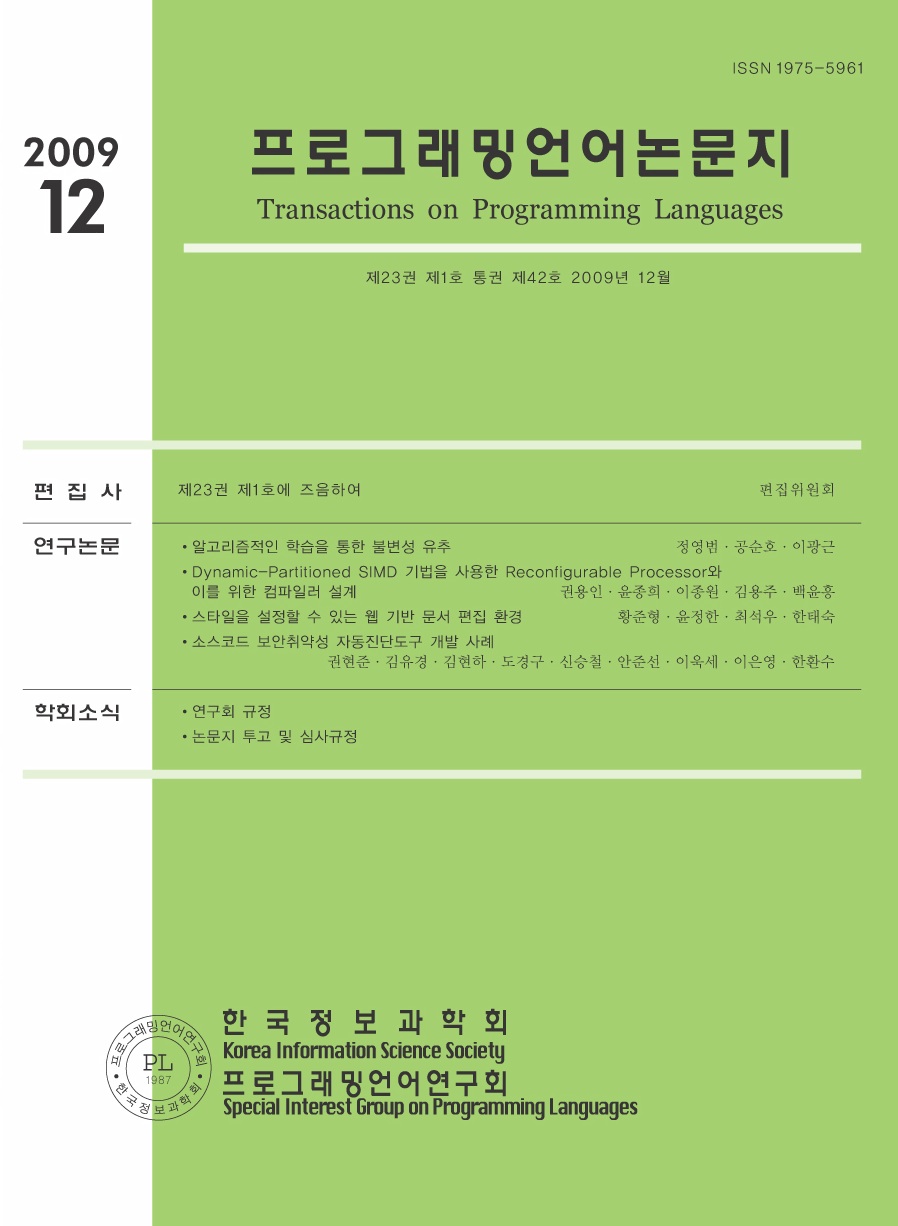 ISSN 1975-5961
2009
12
프로그래밍언어논문지
Transactions on Programming Languages
제23권 제1호 통권 제42호 2009년 12월
편 집 사
제23권 제1호에 즈음하여 편집위원회
연구논문
• 알고리즘적인 학습을 통한 불변성 유추 정영범 · 공순호 · 이광근
• Dynamic-Partitioned SIMD 기법을 사용한 Reconfigurable Processor와
이를 위한 컴파일러 설계 권용인 · 윤종희 · 이종원 · 김용주 · 백윤흥
• 스타일을 설정할 수 있는 웹 기반 문서 편집 환경 황준형 · 윤정한 · 최석우 · 한태숙
• 소스코드 보안취약성 자동진단도구 개발 사례
권현준 · 김유경 · 김현하 · 도경구 · 신승철 · 안준선 · 이욱세 · 이은영 · 한환수
학회소식
• 연구회 규정
• 논문지 투고 및 심사규정
한국정보과학회
Korea Information Science Society
프로그래밍언어연구회
Special Interest Group on Programming Languages
프로그래밍언어연구회
PL
1987
한국정보과학회